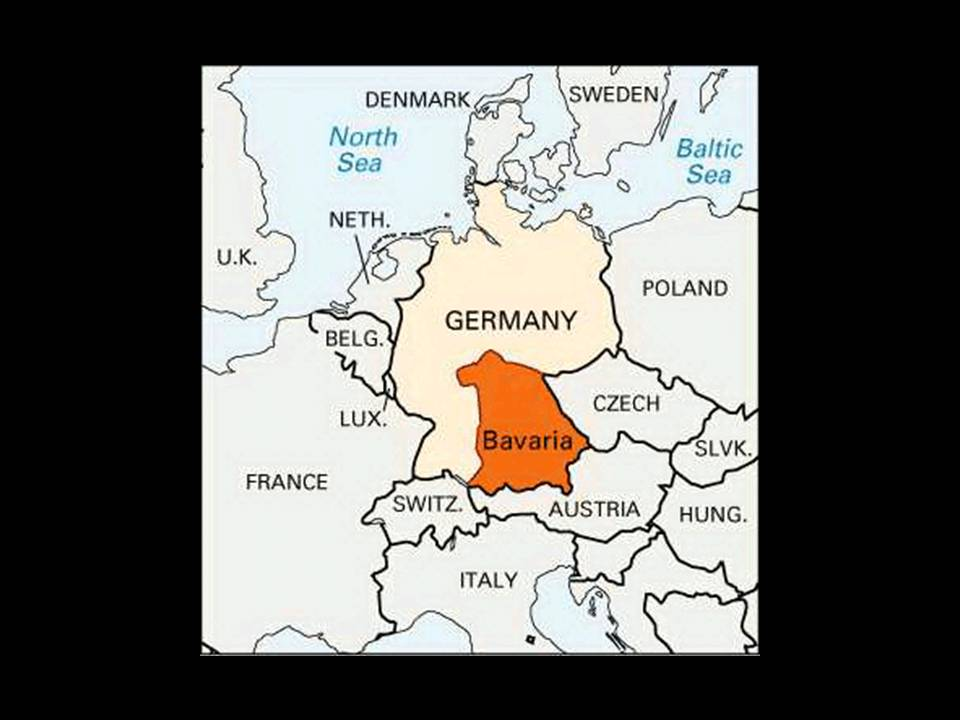 DENMARK
SWEDEN
North
Sea
Baltic
Sea
NETH.
U.K.
POLAND
GERMANY
BELG.
CZECH
LUX.
Bavaria
SLVK.
FRANCE
SWITZ.
AUSTRIA
HUNG.
ITALY